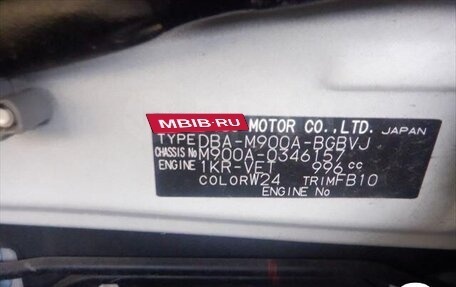 MBIB·RU MOTOR CO.,LTD. JAPAN
TYPE DBA-M900A-BGBVJ
CHASSIS No M900A-0346157
ENGINE 1KR-VET 996cc
COLOR W24 TRIM FB10
ENGINE No